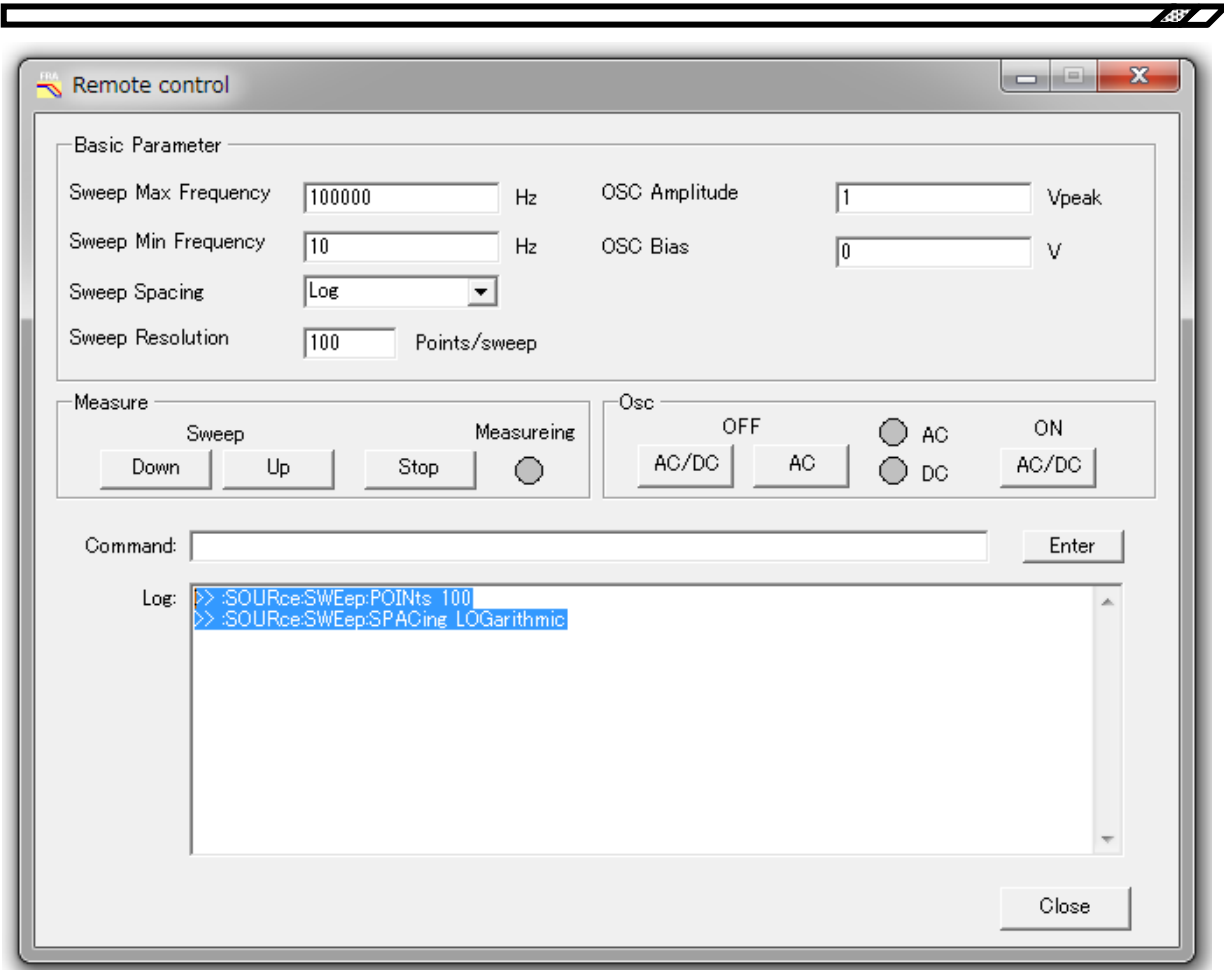 FRA
Remote control
Basic Parameter
Sweep Max Frequency 100000 Hz OSC Amplitude 1 Vpeak
Sweep Min Frequency 10 Hz OSC Bias 0 V
Sweep Spacing Log
Sweep Resolution 100 Points/sweep
Measure
Sweep Measureing
Down Up Stop
Osc
OFF AC ON
AC/DC AC DC AC/DC
Command: Enter
Log: >> :SOURce:SWEep:POINts 100
>> :SOURce:SWEep:SPACing LOGarithmic
Close